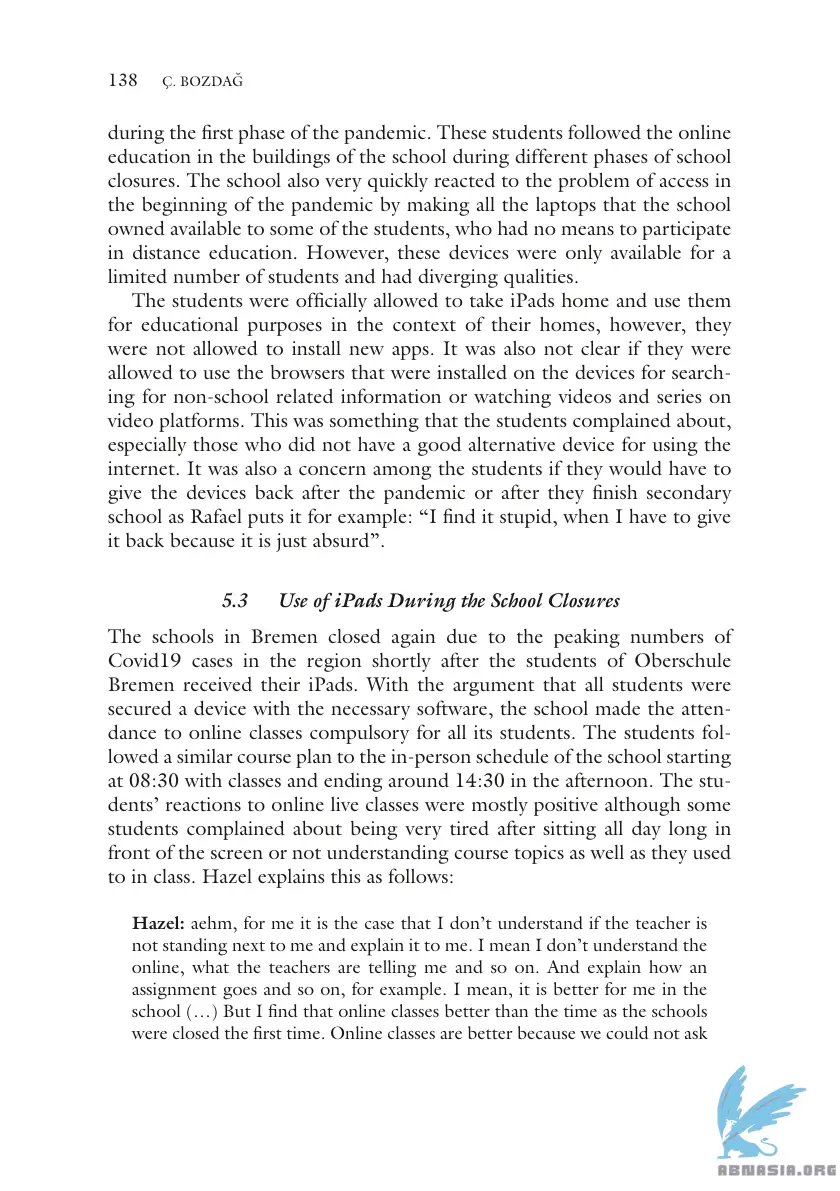 138 Ç. BOZDAĞ
during the first phase of the pandemic. These students followed the online
education in the buildings of the school during different phases of school
closures. The school also very quickly reacted to the problem of access in
the beginning of the pandemic by making all the laptops that the school
owned available to some of the students, who had no means to participate
in distance education. However, these devices were only available for a
limited number of students and had diverging qualities.
The students were officially allowed to take iPads home and use them
for educational purposes in the context of their homes, however, they
were not allowed to install new apps. It was also not clear if they were
allowed to use the browsers that were installed on the devices for search-
ing for non-school related information or watching videos and series on
video platforms. This was something that the students complained about,
especially those who did not have a good alternative device for using the
internet. It was also a concern among the students if they would have to
give the devices back after the pandemic or after they finish secondary
school as Rafael puts it for example: “I find it stupid, when I have to give
it back because it is just absurd”.
5.3 Use of iPads During the School Closures
The schools in Bremen closed again due to the peaking numbers of
Covid19 cases in the region shortly after the students of Oberschule
Bremen received their iPads. With the argument that all students were
secured a device with the necessary software, the school made the atten-
dance to online classes compulsory for all its students. The students fol-
lowed a similar course plan to the in-person schedule of the school starting
at 08:30 with classes and ending around 14:30 in the afternoon. The stu-
dents’ reactions to online live classes were mostly positive although some
students complained about being very tired after sitting all day long in
front of the screen or not understanding course topics as well as they used
to in class. Hazel explains this as follows:
Hazel: aehm, for me it is the case that I don’t understand if the teacher is
not standing next to me and explain it to me. I mean I don’t understand the
online, what the teachers are telling me and so on. And explain how an
assignment goes and so on, for example. I mean, it is better for me in the
school (…) But I find that online classes better than the time as the schools
were closed the first time. Online classes are better because we could not ask
ABNASIA.ORG